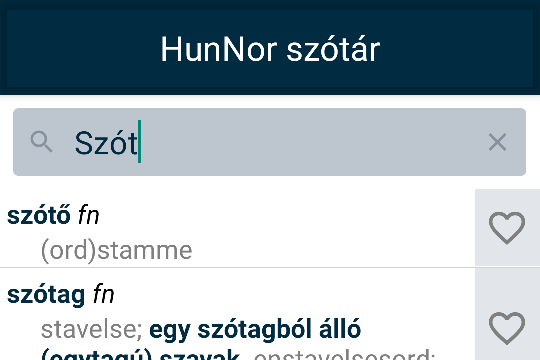 HunNor szótár
Szót
szótő fn
(ord)stamme
szótag fn
stavelse; egy szótagból álló
(egytagú) szavak enstavelsesord;